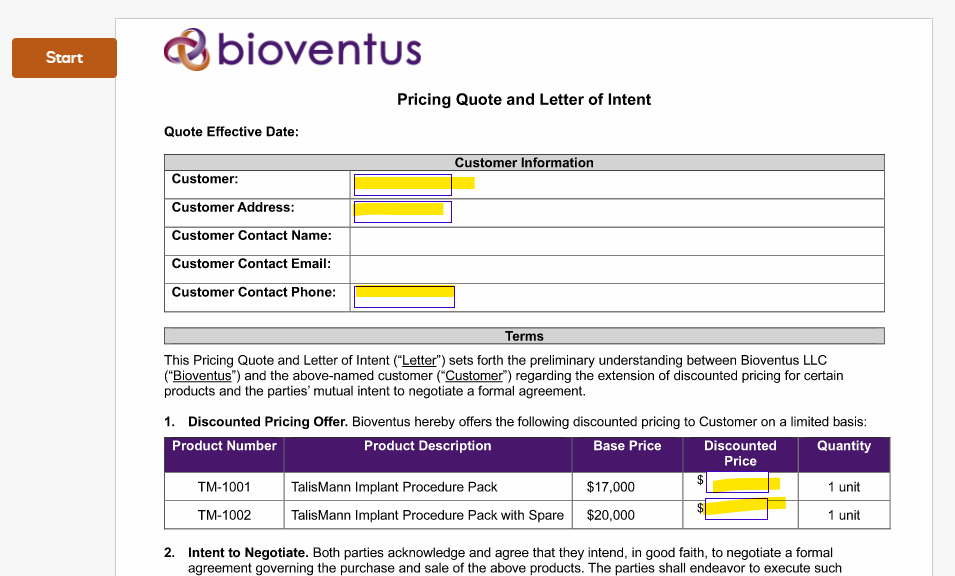 Start
bioventus
Pricing Quote and Letter of Intent
Quote Effective Date:
Customer Information
Customer:
Customer Address:
Customer Contact Name:
Customer Contact Email:
Customer Contact Phone:
Terms
This Pricing Quote and Letter of Intent (“Letter”) sets forth the preliminary understanding between Bioventus LLC
(“Bioventus”) and the above-named customer (“Customer”) regarding the extension of discounted pricing for certain
products and the parties’ mutual intent to negotiate a formal agreement.
1. Discounted Pricing Offer. Bioventus hereby offers the following discounted pricing to Customer on a limited basis:
Product Number Product Description Base Price Discounted Price Quantity
TM-1001 TalisMann Implant Procedure Pack $17,000 $ 1 unit
TM-1002 TalisMann Implant Procedure Pack with Spare $20,000 $ 1 unit
2. Intent to Negotiate. Both parties acknowledge and agree that they intend, in good faith, to negotiate a formal
agreement governing the purchase and sale of the above products. The parties shall endeavor to execute such